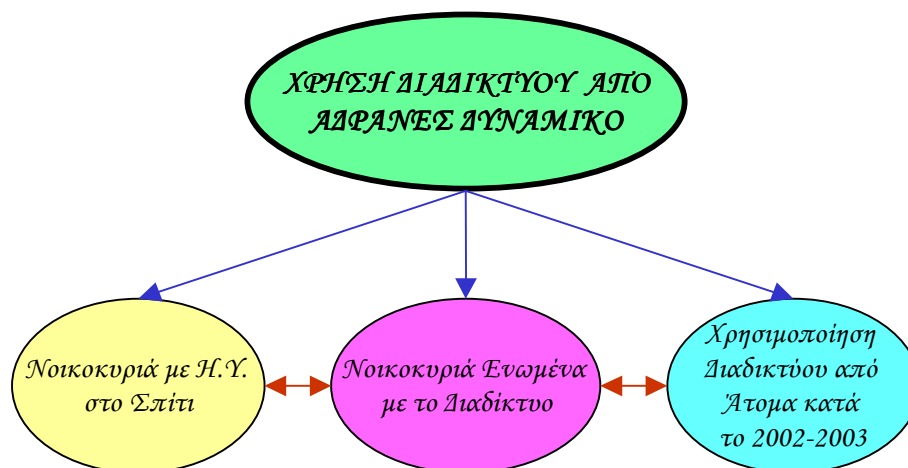 ΧΡΗΣΗ ΔΙΑΔΙΚΤΥΟΥ ΑΠΟ
ΑΔΡΑΝΕΣ ΔΥΝΑΜΙΚΟ
Νοικοκυριά με Η.Υ.
στο Σπίτι
Νοικοκυριά Ενωμένα
με το Διαδίκτυο
Χρησιμοποίηση
Διαδικτύου από
Άτομα κατά
το 2002-2003